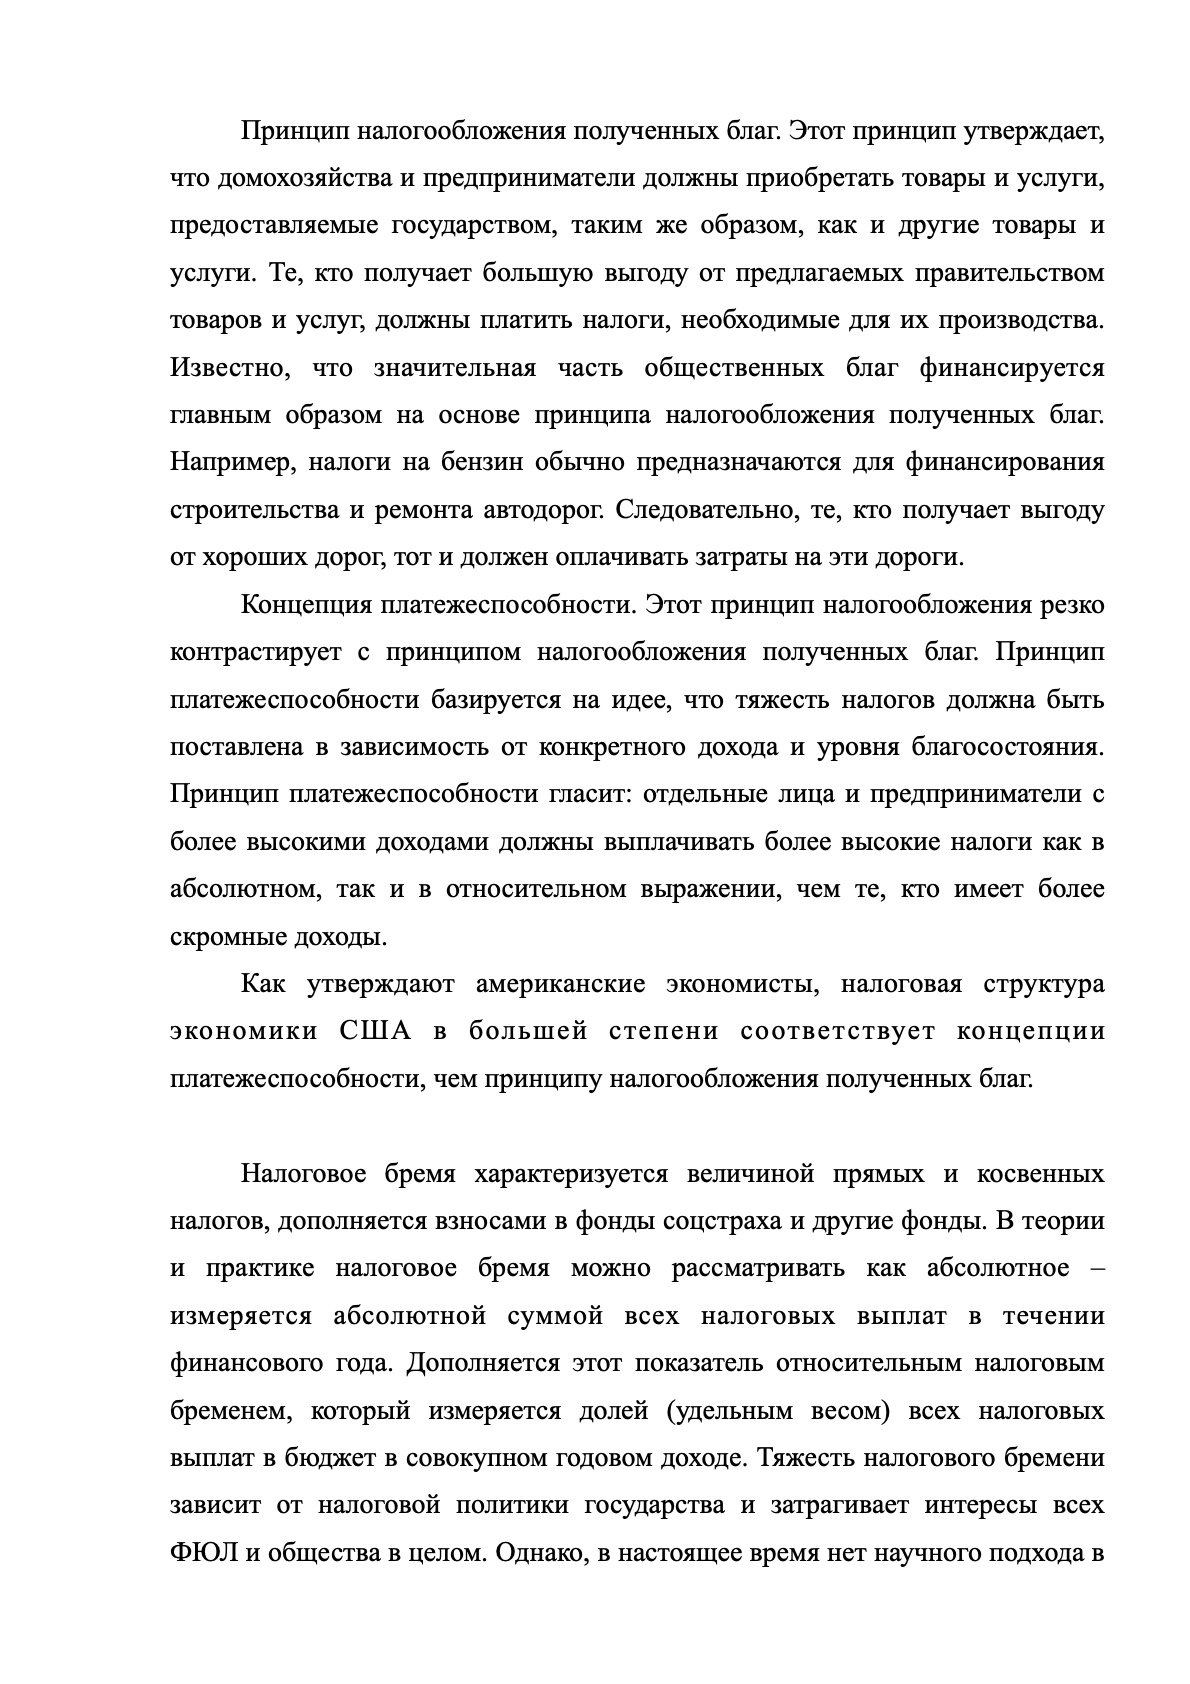 Принцип налогообложения полученных благ. Этот принцип утверждает,
что домохозяйства и предприниматели должны приобретать товары и услуги,
предоставляемые государством, таким же образом, как и другие товары и
услуги. Те, кто получает большую выгоду от предлагаемых правительством
товаров и услуг, должны платить налоги, необходимые для их производства.
Известно, что значительная часть общественных благ финансируется
главным образом на основе принципа налогообложения полученных благ.
Например, налоги на бензин обычно предназначаются для финансирования
строительства и ремонта автодорог. Следовательно, те, кто получает выгоду
от хороших дорог, тот и должен оплачивать затраты на эти дороги.
Концепция платежеспособности. Этот принцип налогообложения резко
контрастирует с принципом налогообложения полученных благ. Принцип
платежеспособности базируется на идее, что тяжесть налогов должна быть
поставлена в зависимость от конкретного дохода и уровня благосостояния.
Принцип платежеспособности гласит: отдельные лица и предприниматели с
более высокими доходами должны выплачивать более высокие налоги как в
абсолютном, так и в относительном выражении, чем те, кто имеет более
скромные доходы.
Как утверждают американские экономисты, налоговая структура
экономики США в большей степени соответствует концепции
платежеспособности, чем принципу налогообложения полученных благ.
Налоговое бремя характеризуется величиной прямых и косвенных
налогов, дополняется взносами в фонды соцстраха и другие фонды. В теории
и практике налоговое бремя можно рассматривать как абсолютное –
измеряется абсолютной суммой всех налоговых выплат в течении
финансового года. Дополняется этот показатель относительным налоговым
бременем, который измеряется долей (удельным весом) всех налоговых
выплат в бюджет в совокупном годовом доходе. Тяжесть налогового бремени
зависит от налоговой политики государства и затрагивает интересы всех
ФЮЛ и общества в целом. Однако, в настоящее время нет научного подхода в